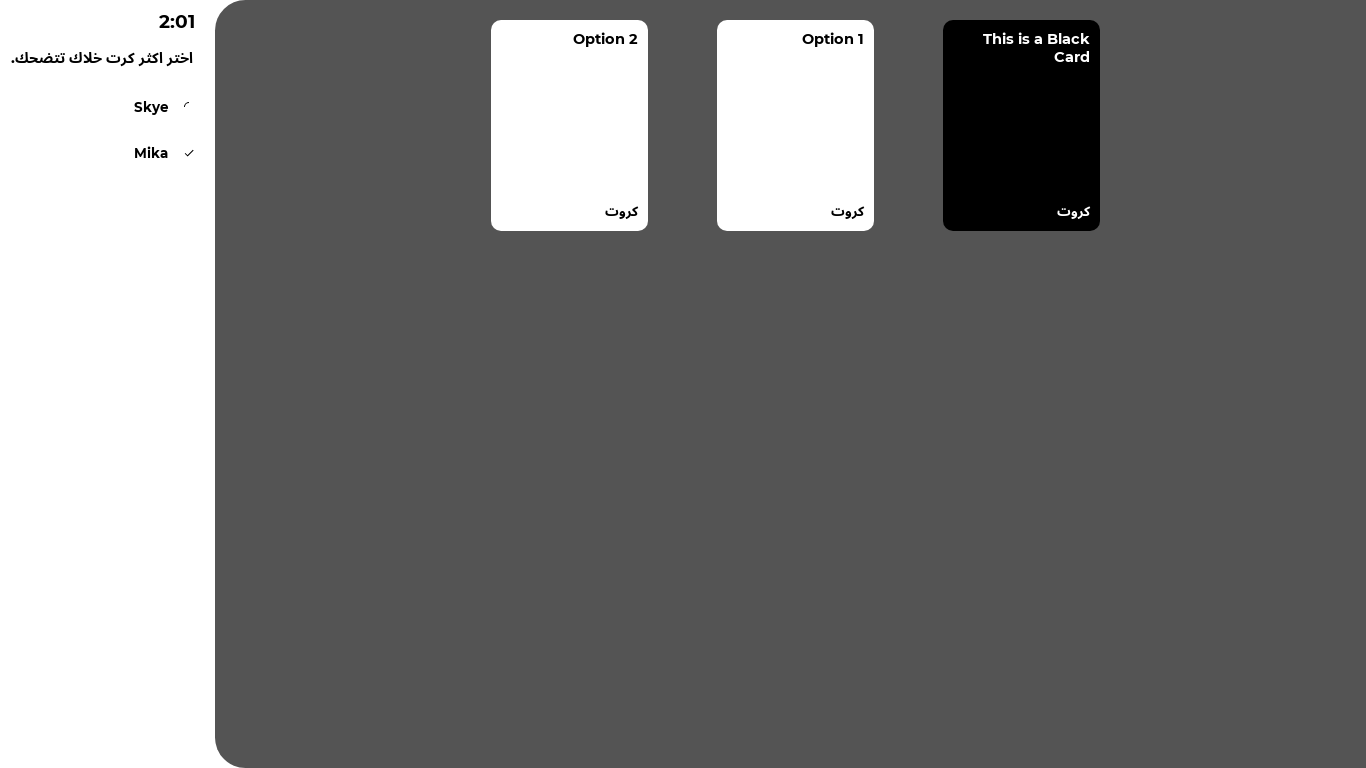 2:01
اختر اكثر كرت خلاك تتضحك.
Skye
Mika
This is a Black
Card
كروت
Option 1
كروت
Option 2
كروت